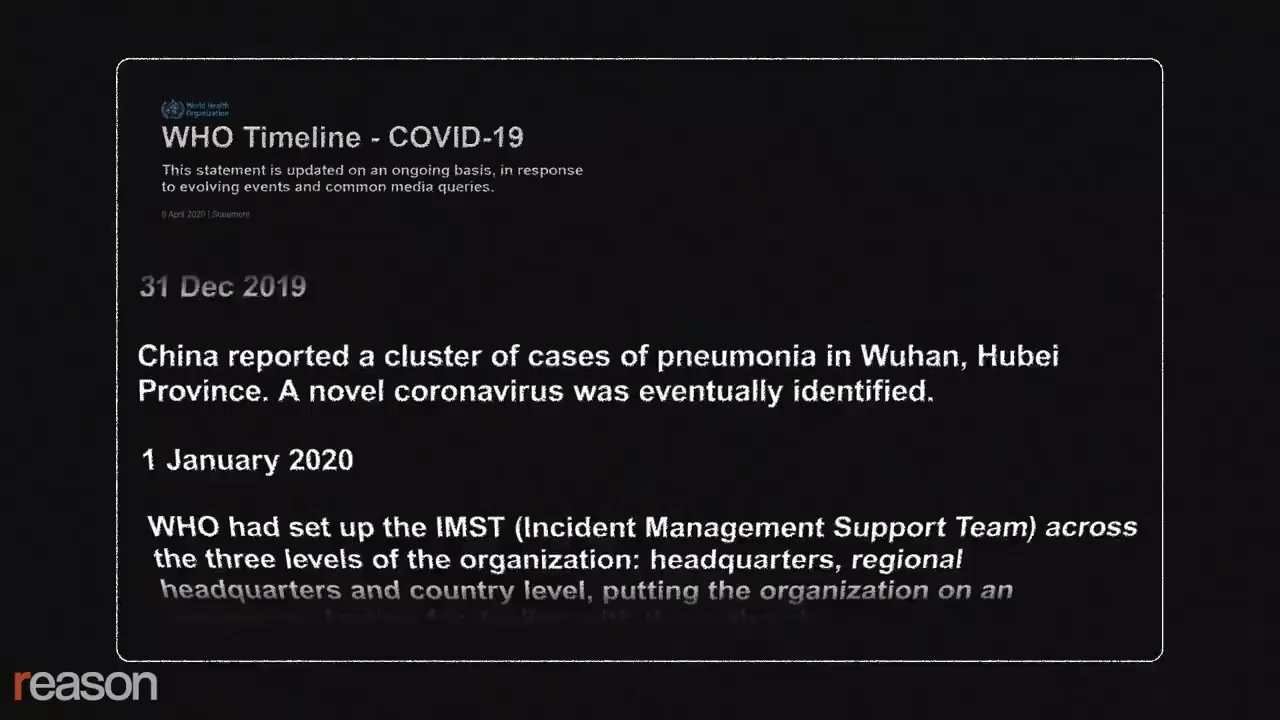 World Health
Organization
WHO Timeline - COVID-19
This statement is updated on an ongoing basis, in response
to evolving events and common media queries.
8 April 2020 | Statement
31 Dec 2019
China reported a cluster of cases of pneumonia in Wuhan, Hubei
Province. A novel coronavirus was eventually identified.
1 January 2020
WHO had set up the IMST (Incident Management Support Team) across
the three levels of the organization: headquarters, regional
headquarters and country level, putting the organization on an
reason